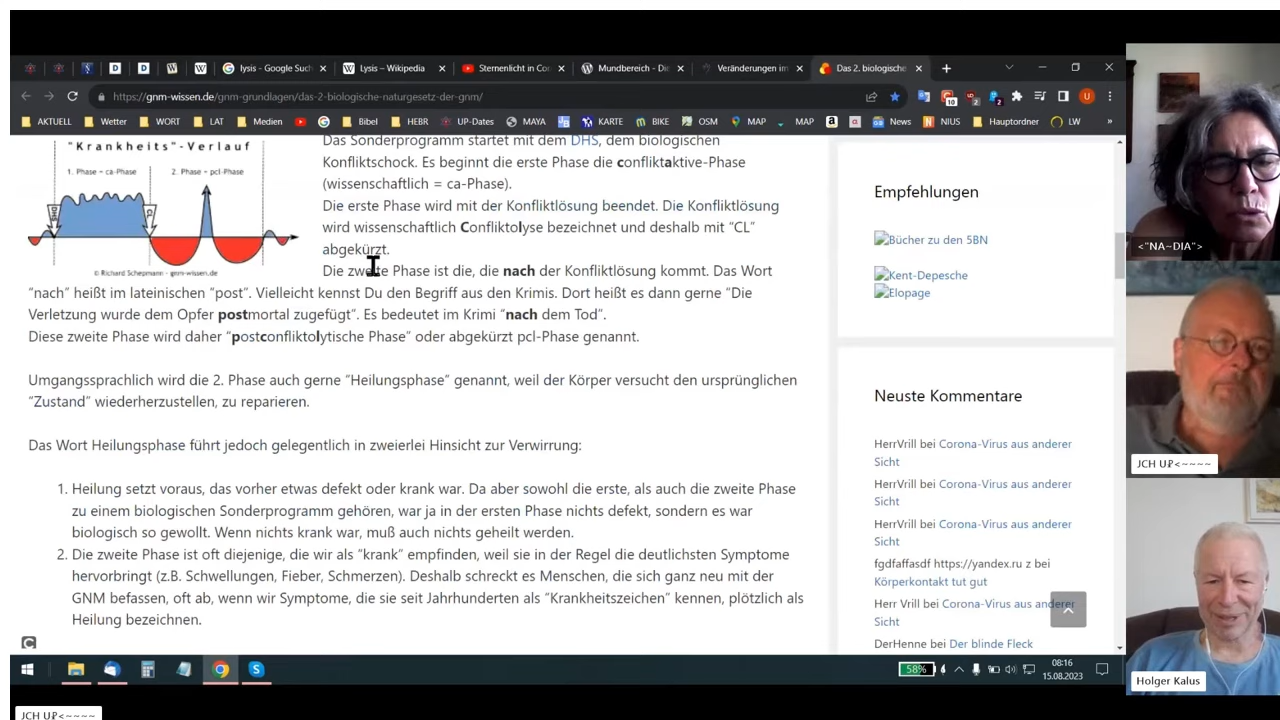 lysis - Google Such
Lysis – Wikipedia
Sternenlicht in Coo
Mundbereich - Die
Veränderungen im
Das 2. biologische
https://gnm-wissen.de/gnm-grundlagen/das-2-biologische-naturgesetz-der-gnm/
AKTUELL Wetter WORT LAT Medien Bibel HEBR UP-Dates MAYA KARTE BIKE OSM MAP MAP News NIUS Hauptordner LW »
"Krankheits"-Verlauf
1. Phase = ca-Phase 2. Phase = pcl-Phase
DHS CL
© Richard Schepmann - gnm-wissen.de
Das Sonderprogramm startet mit dem DHS, dem biologischen
Konfliktschock. Es beginnt die erste Phase die confliktaktive-Phase
(wissenschaftlich = ca-Phase).
Die erste Phase wird mit der Konfliktlösung beendet. Die Konfliktlösung
wird wissenschaftlich Confliktolyse bezeichnet und deshalb mit “CL”
abgekürzt.
Die zweite Phase ist die, die nach der Konfliktlösung kommt. Das Wort
“nach” heißt im lateinischen “post”. Vielleicht kennst Du den Begriff aus den Krimis. Dort heißt es dann gerne “Die
Verletzung wurde dem Opfer postmortal zugefügt”. Es bedeutet im Krimi “nach dem Tod”.
Diese zweite Phase wird daher “postconfliktolytische Phase” oder abgekürzt pcl-Phase genannt.
Umgangssprachlich wird die 2. Phase auch gerne “Heilungsphase” genannt, weil der Körper versucht den ursprünglichen
“Zustand” wiederherzustellen, zu reparieren.
Das Wort Heilungsphase führt jedoch gelegentlich in zweierlei Hinsicht zur Verwirrung:
1. Heilung setzt voraus, das vorher etwas defekt oder krank war. Da aber sowohl die erste, als auch die zweite Phase
zu einem biologischen Sonderprogramm gehören, war ja in der ersten Phase nichts defekt, sondern es war
biologisch so gewollt. Wenn nichts krank war, muß auch nichts geheilt werden.
2. Die zweite Phase ist oft diejenige, die wir als “krank” empfinden, weil sie in der Regel die deutlichsten Symptome
hervorbringt (z.B. Schwellungen, Fieber, Schmerzen). Deshalb schreckt es Menschen, die sich ganz neu mit der
GNM befassen, oft ab, wenn wir Symptome, die sie seit Jahrhunderten als “Krankheitszeichen” kennen, plötzlich als
Heilung bezeichnen.
Empfehlungen
Bücher zu den 5BN
Kent-Depesche
Elopage
Neuste Kommentare
HerrVrill bei Corona-Virus aus anderer
Sicht
HerrVrill bei Corona-Virus aus anderer
Sicht
HerrVrill bei Corona-Virus aus anderer
Sicht
fgdfaffasdf https://yandex.ru z bei
Körperkontakt tut gut
Herr Vrill bei Corona-Virus aus anderer
Sicht
DerHenne bei Der blinde Fleck
58%
08:16
15.08.2023
<"NA~DIA">
JCH UP<~~~~
Holger Kalus
JCH UP<~~~~